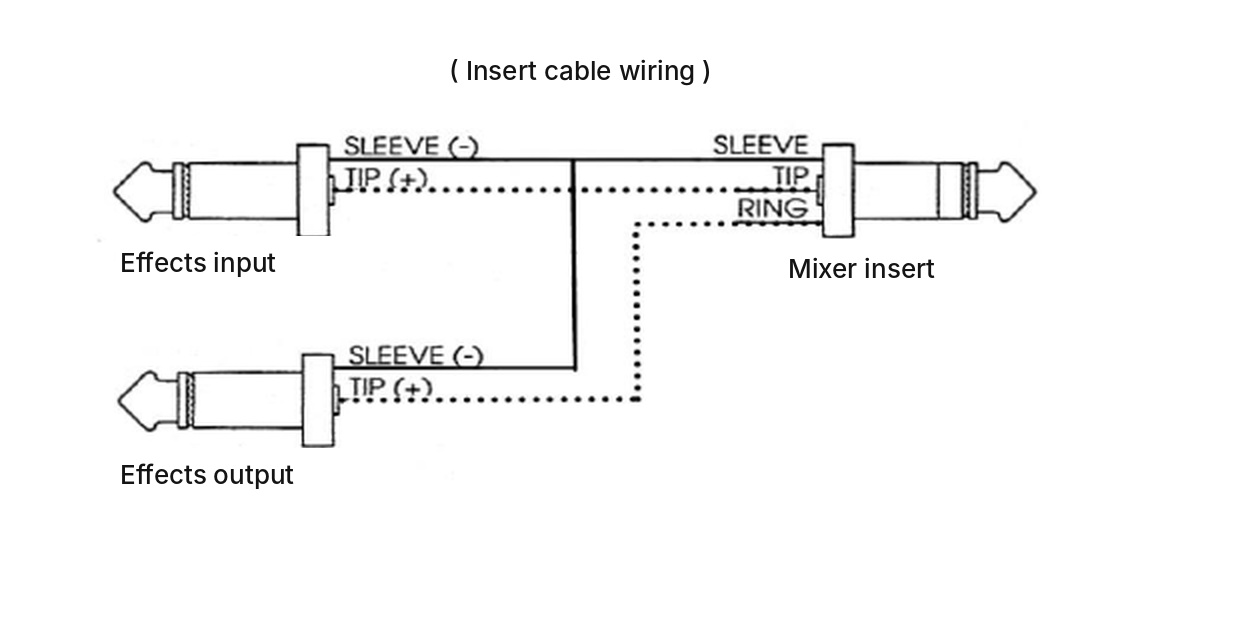 ( Insert cable wiring )
SLEEVE (-)
SLEEVE
TIP (+)
TIP
RING
Effects input
Mixer insert
SLEEVE (-)
TIP (+)
Effects output